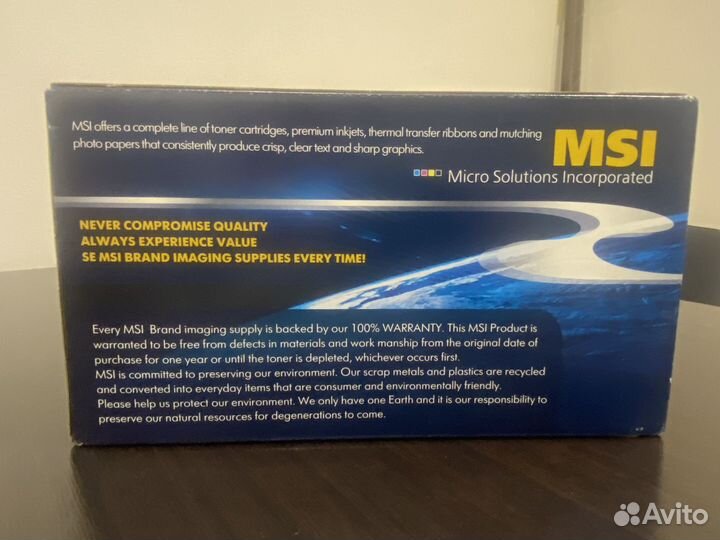 MSI offers a complete line of toner cartridges, premium inkjets, thermal transfer ribbons and mutching
photo papers that consistently produce crisp, clear text and sharp graphics.
MSI
Micro Solutions Incorporated
NEVER COMPROMISE QUALITY
ALWAYS EXPERIENCE VALUE
SE MSI BRAND IMAGING SUPPLIES EVERY TIME!
Every MSI Brand imaging supply is backed by our 100% WARRANTY. This MSI Product is
warranted to be free from defects in materials and work manship from the original date of
purchase for one year or until the toner is depleted, whichever occurs first.
MSI is committed to preserving our environment. Our scrap metals and plastics are recycled
and converted into everyday items that are consumer and environmentally friendly.
Please help us protect our environment. We only have one Earth and it is our responsibility to
preserve our natural resources for degenerations to come.
Avito